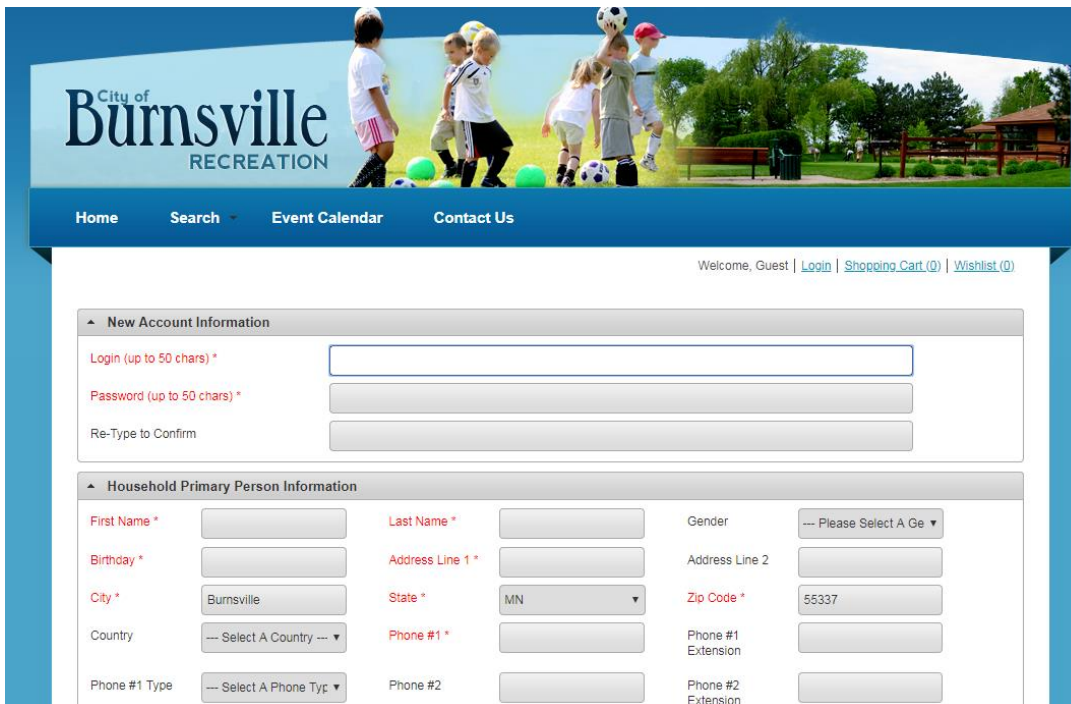 City of
Burnsville
RECREATION
Home Search Event Calendar Contact Us
Welcome, Guest | Login | Shopping Cart (0) | Wishlist (0)
New Account Information
Login (up to 50 chars) *
Password (up to 50 chars) *
Re-Type to Confirm
Household Primary Person Information
First Name * Last Name * Gender --- Please Select A Ge
Birthday * Address Line 1 * Address Line 2
City * Burnsville State * MN Zip Code * 55337
Country --- Select A Country --- Phone #1 * Phone #1
Extension
Phone #1 Type --- Select A Phone Typ Phone #2 Phone #2
Extension